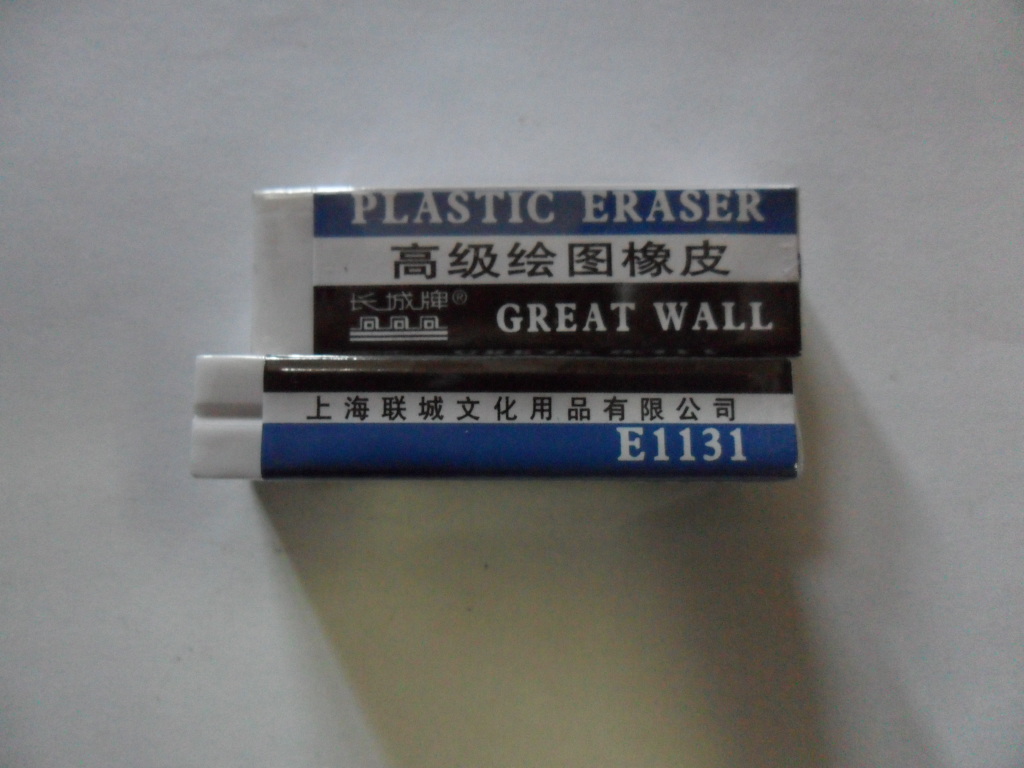 PLASTIC ERASER
高级绘图橡皮
长城牌®
GREAT WALL
上海联城文化用品有限公司
E1131